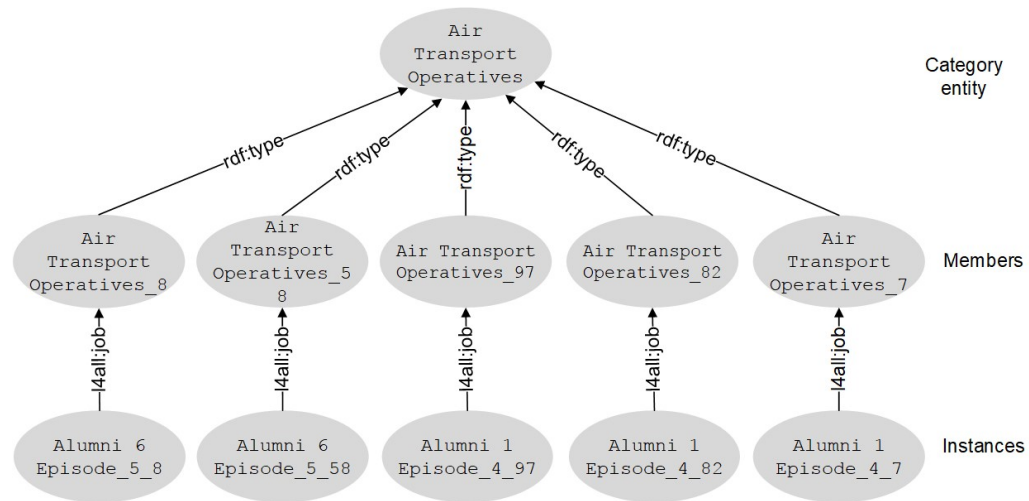 Air
Transport
Operatives
Category
entity
rdf:type
rdf:type
rdf:type
rdf:type
rdf:type
Air
Transport
Operatives_8
Air
Transport
Operatives_5
8
Air Transport
Operatives_97
Air Transport
Operatives_82
Air
Transport
Operatives_7
Members
l4all:job
l4all:job
l4all:job
l4all:job
l4all:job
Alumni 6
Episode_5_8
Alumni 6
Episode_5_58
Alumni 1
Episode_4_97
Alumni 1
Episode_4_82
Alumni 1
Episode_4_7
Instances